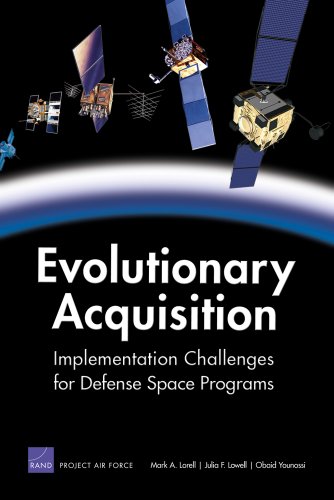 Evolutionary
Acquisition
Implementation Challenges
for Defense Space Programs
RAND PROJECT AIR FORCE Mark A. Lorell | Julia F. Lowell | Obaid Younossi